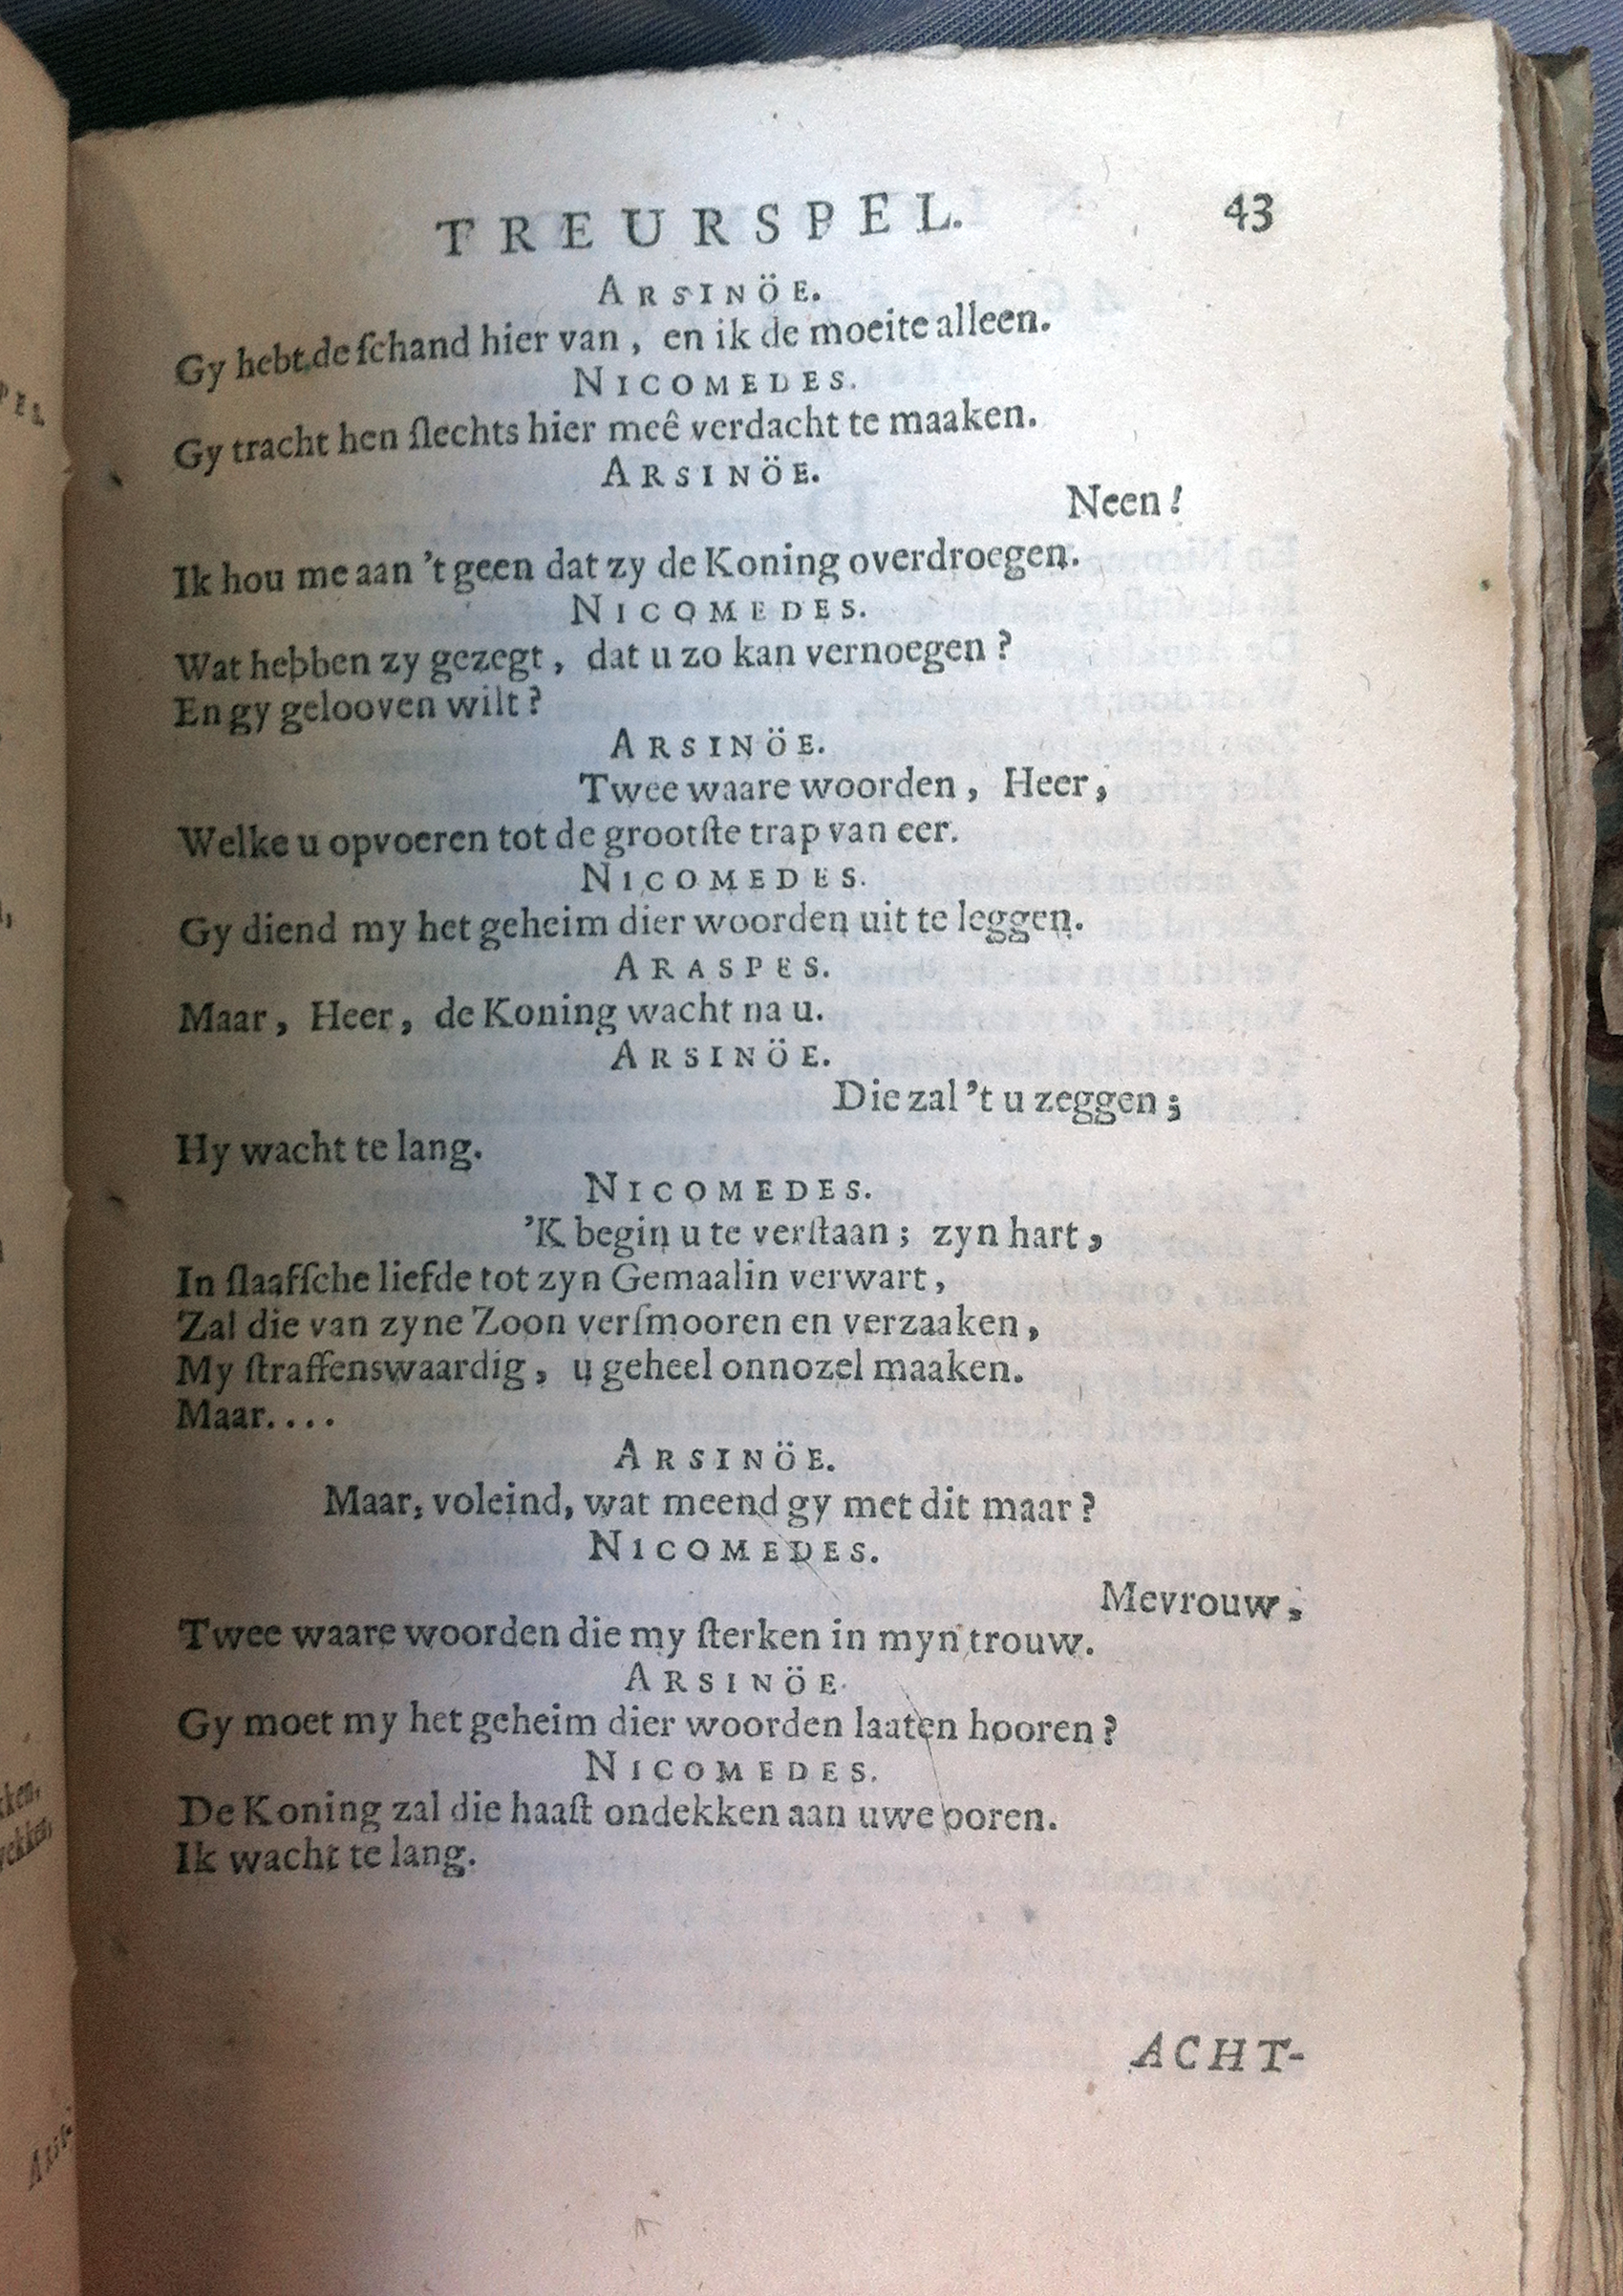 TREURSPEL. 43
ARSINÖE.
Gy hebt de ſchand hier van, en ik de moeite alleen.
NICOMEDES.
Gy tracht hen ſlechts hier meê verdacht te maaken.
ARSINÖE.
Neen!
Ik hou me aan 't geen dat zy de Koning overdroegen.
NICOMEDES.
Wat hebben zy gezegt, dat u zo kan vernoegen?
En gy gelooven wilt?
ARSINÖE.
Twee waare woorden, Heer,
Welke u opvoeren tot de grootſte trap van eer.
NICOMEDES.
Gy diend my het geheim dier woorden uit te leggen.
ARASPES.
Maar, Heer, de Koning wacht na u.
ARSINÖE.
Die zal 't u zeggen;
Hy wacht te lang.
NICOMEDES.
'K begin u te verſtaan; zyn hart,
In ſlaafſche liefde tot zyn Gemaalin verwart,
Zal die van zyne Zoon verſmooren en verzaaken,
My ſtraffenswaardig, u geheel onnozel maaken.
Maar....
ARSINÖE.
Maar, voleind, wat meend gy met dit maar?
NICOMEDES.
Mevrouw,
Twee waare woorden die my ſterken in myn trouw.
ARSINÖE.
Gy moet my het geheim dier woorden laaten hooren?
NICOMEDES.
De Koning zal die haaſt ondekken aan uwe ooren.
Ik wacht te lang.
ACHT-